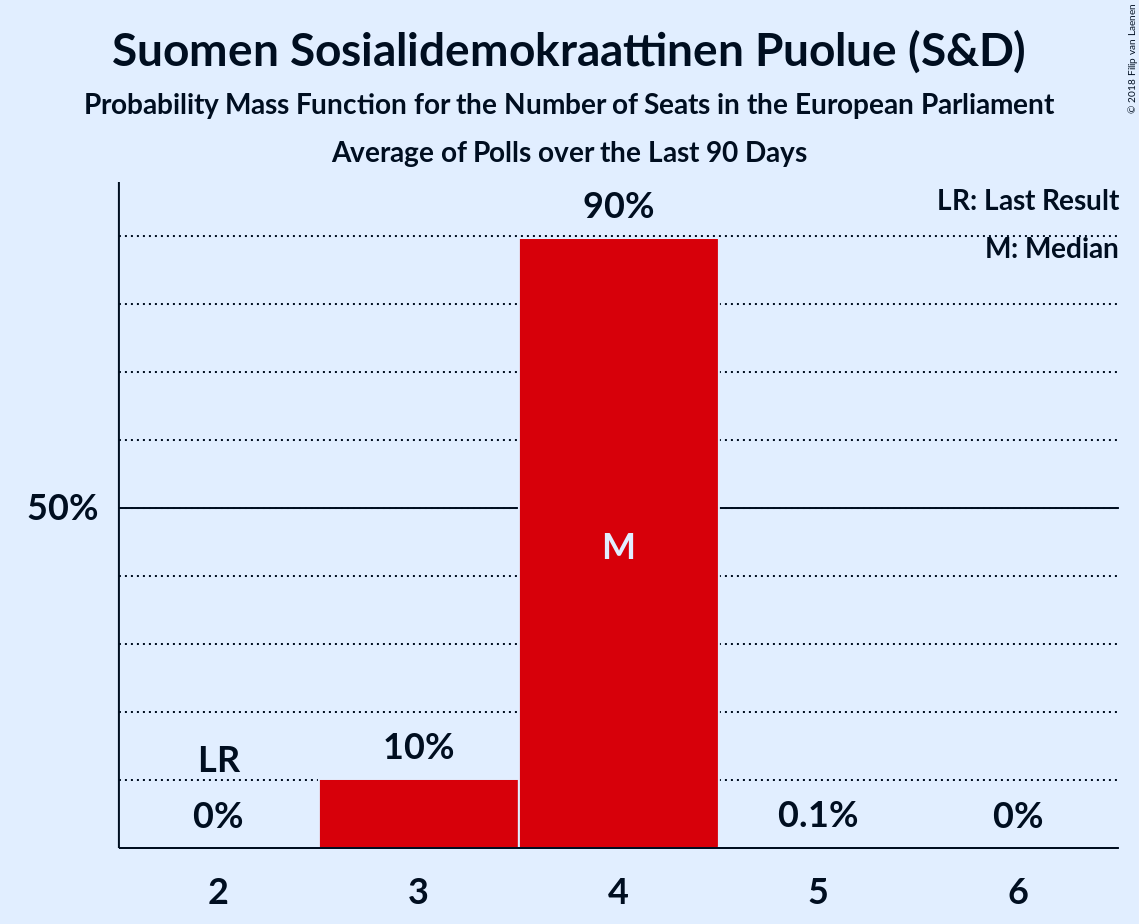 Suomen Sosialidemokraattinen Puolue (S&D)
Probability Mass Function for the Number of Seats in the European Parliament
Average of Polls over the Last 90 Days
© 2018 Filip van Laenen
LR: Last Result
M: Median
90%
50%
M
LR
10%
0%
0.1%
0%
2
3
4
5
6